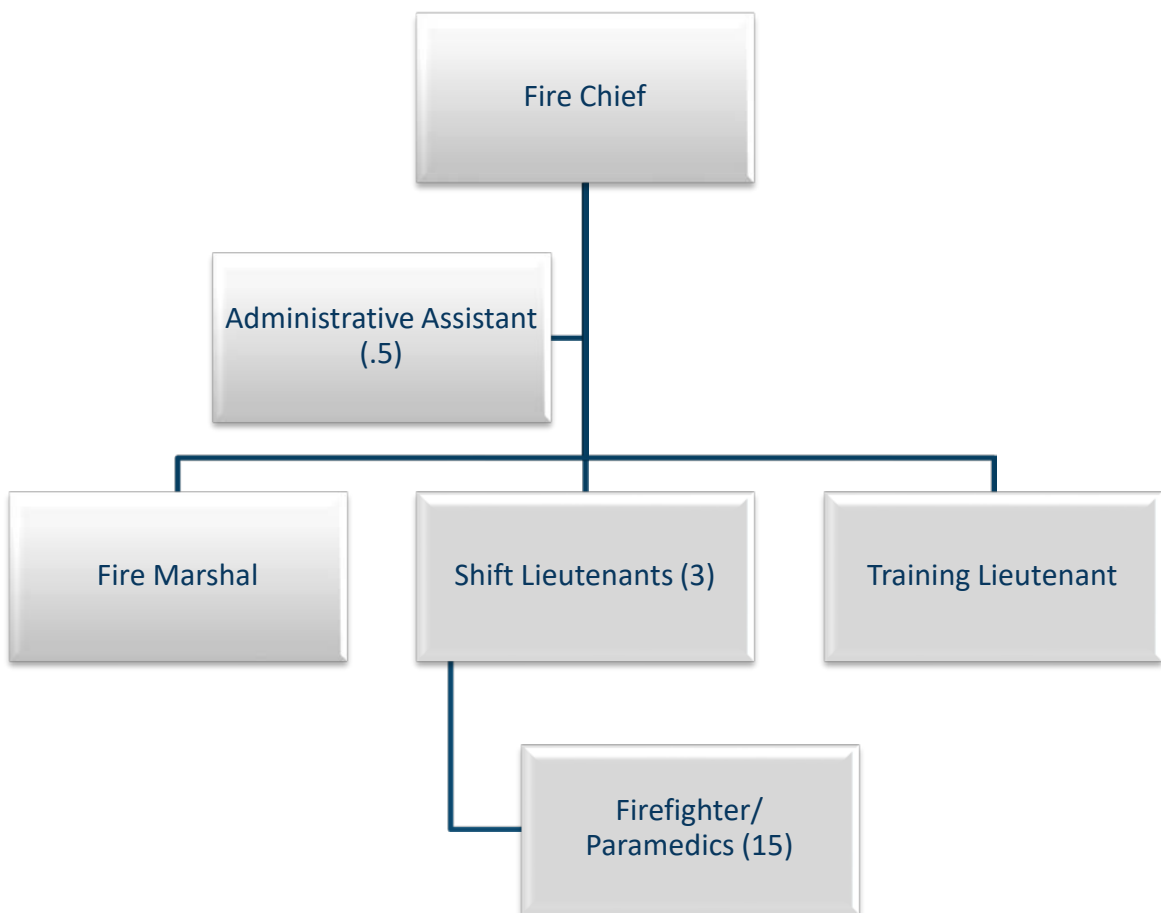 Fire Chief
Administrative Assistant
(.5)
Fire Marshal
Shift Lieutenants (3)
Training Lieutenant
Firefighter/
Paramedics (15)